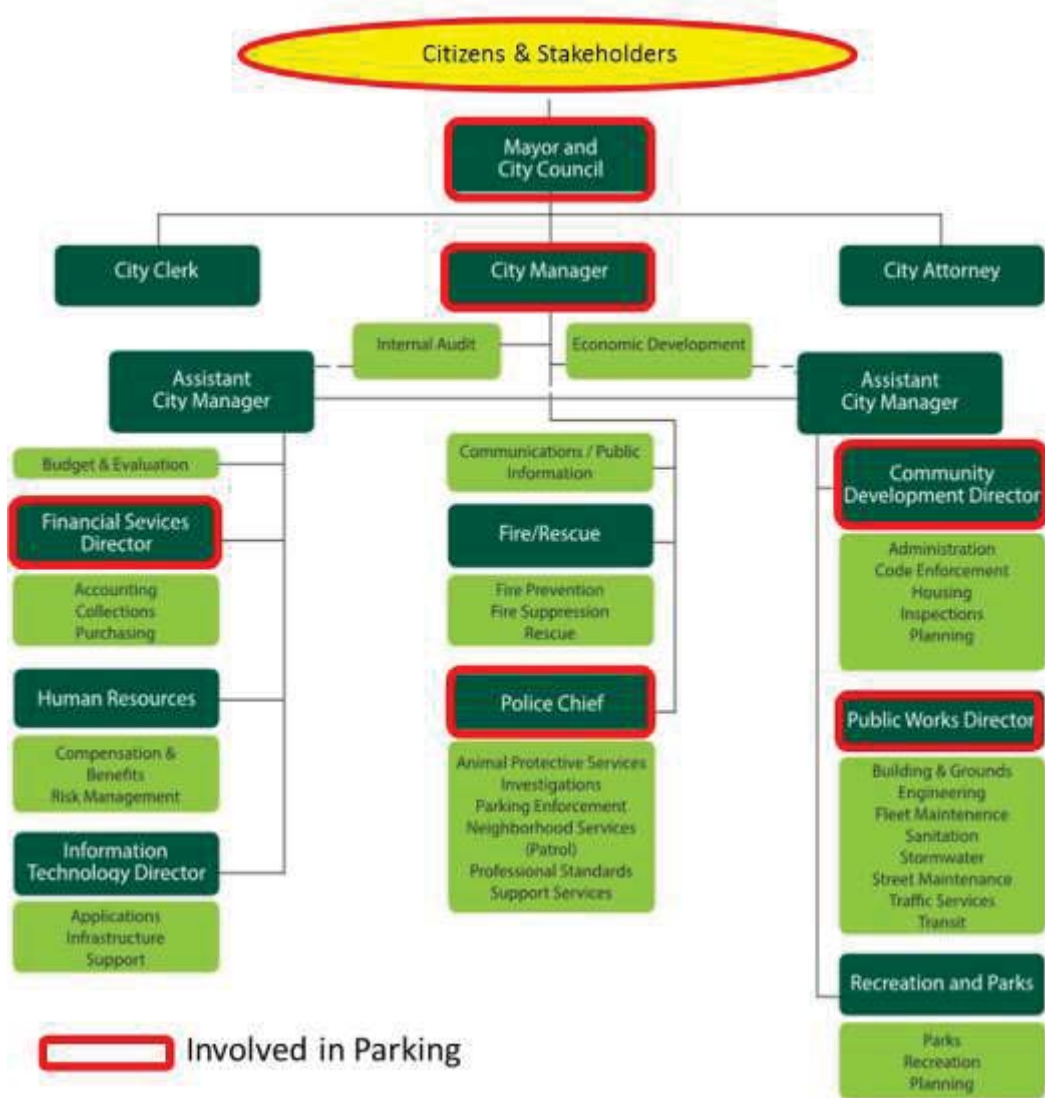 Citizens & Stakeholders
Mayor and
City Council
City Clerk
City Manager
City Attorney
Internal Audit
Economic Development
Assistant
City Manager
Assistant
City Manager
Budget & Evaluation
Financial Sevices
Director
Accounting
Collections
Purchasing
Human Resources
Compensation &
Benefits
Risk Management
Information
Technology Director
Applications
Infrastructure
Support
Communications / Public
Information
Fire/Rescue
Fire Prevention
Fire Suppression
Rescue
Police Chief
Animal Protective Services
Investigations
Parking Enforcement
Neighborhood Services
(Patrol)
Professional Standards
Support Services
Community
Development Director
Administration
Code Enforcement
Housing
Inspections
Planning
Public Works Director
Building & Grounds
Engineering
Fleet Maintenence
Sanitation
Stormwater
Street Maintenance
Traffic Services
Transit
Recreation and Parks
Parks
Recreation
Planning
Involved in Parking